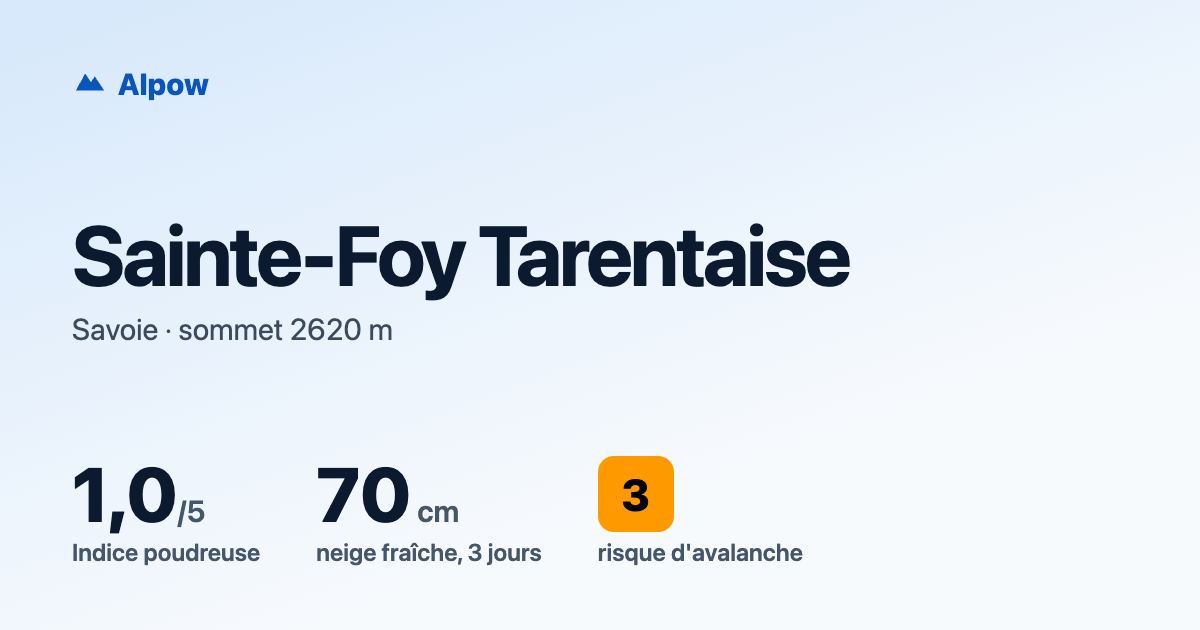 Alpow
Sainte-Foy Tarentaise
Savoie · sommet 2620 m
1,0/5
Indice poudreuse
70 cm
neige fraîche, 3 jours
3
risque d'avalanche